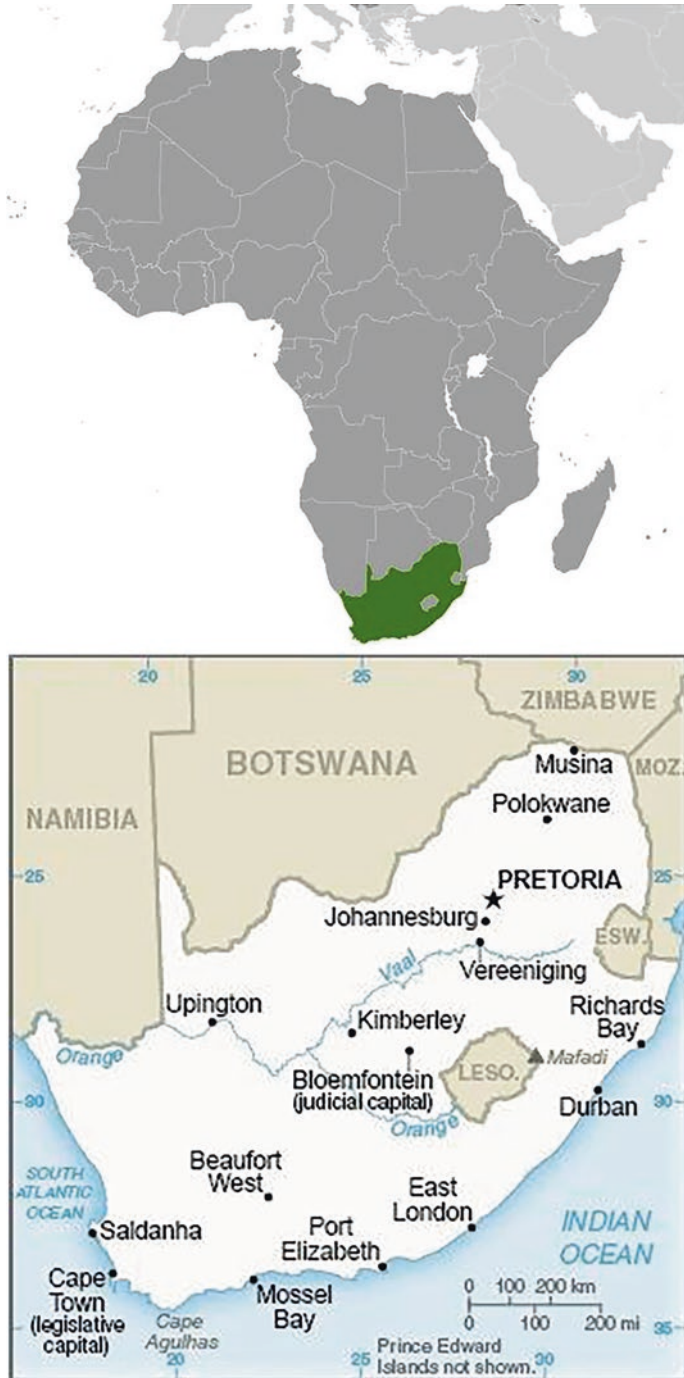 20
25
30
ZIMBABWE
BOTSWANA
Musina
MOZ.
Polokwane
NAMIBIA
25
25
PRETORIA
Johannesburg
ESW.
Vaal
Vereeniging
Upington
Kimberley
Richards
Bay
Orange
Mafadi
LESO.
Bloemfontein
(judicial capital)
Durban
30
30
Orange
Beaufort
West
SOUTH
ATLANTIC
OCEAN
East
London
Saldanha
Port
Elizabeth
INDIAN
OCEAN
Cape
Town
(legislative
capital)
Mossel
Bay
Cape
Agulhas
0 100 200 km
0 100 200 mi
35
Prince Edward
Islands not shown.
20
25
30